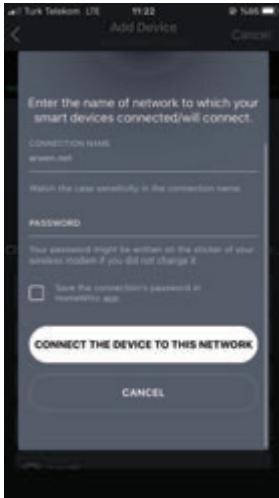 Turk Telekom LTE 11:22
Add Device
Cancel
Enter the name of network to which your
smart devices connected/will connect.
CONNECTION NAME
Watch the case sensitivity in the connection name.
PASSWORD
Your password might be written on the sticker of your
wireless modem if you did not change it
Save the connection's password in
HomeWhiz app.
CONNECT THE DEVICE TO THIS NETWORK
CANCEL